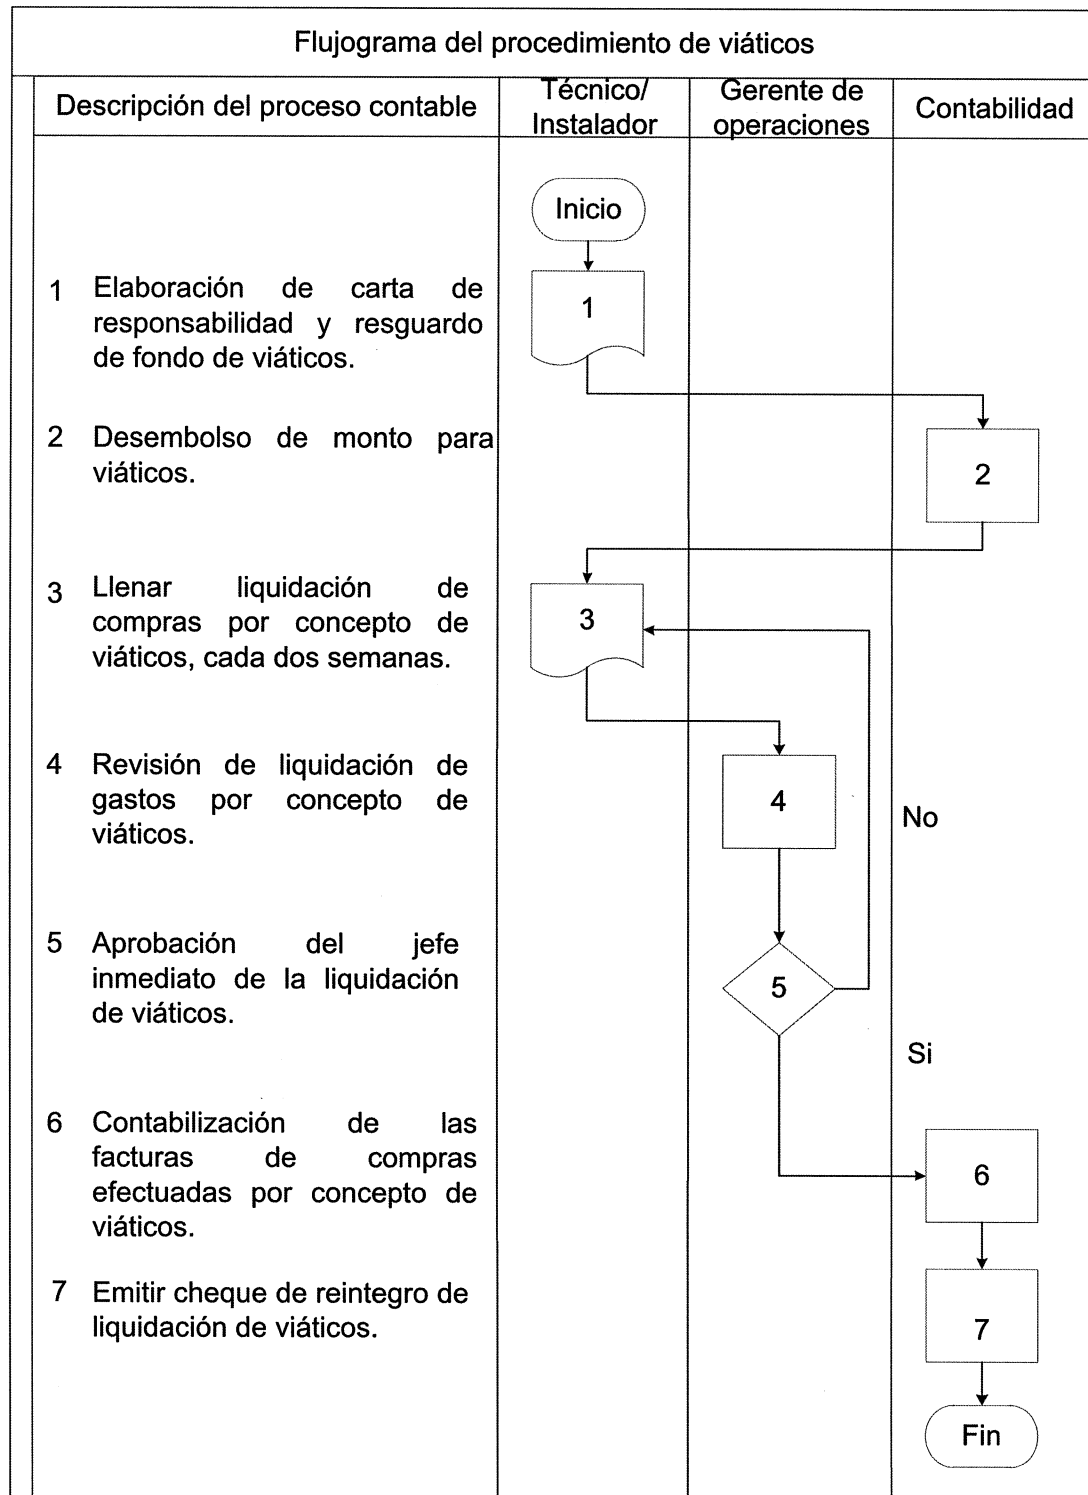 Flujograma del procedimiento de viáticos
Descripción del proceso contable
Técnico/
Instalador
Gerente de
operaciones
Contabilidad
Inicio
1 Elaboración de carta de
responsabilidad y resguardo
de fondo de viáticos.
1
2 Desembolso de monto para
viáticos.
2
3 Llenar liquidación de
compras por concepto de
viáticos, cada dos semanas.
3
4 Revisión de liquidación de
gastos por concepto de
viáticos.
4
No
5 Aprobación del jefe
inmediato de la liquidación
de viáticos.
5
Si
6 Contabilización de las
facturas de compras
efectuadas por concepto de
viáticos.
6
7 Emitir cheque de reintegro de
liquidación de viáticos.
7
Fin